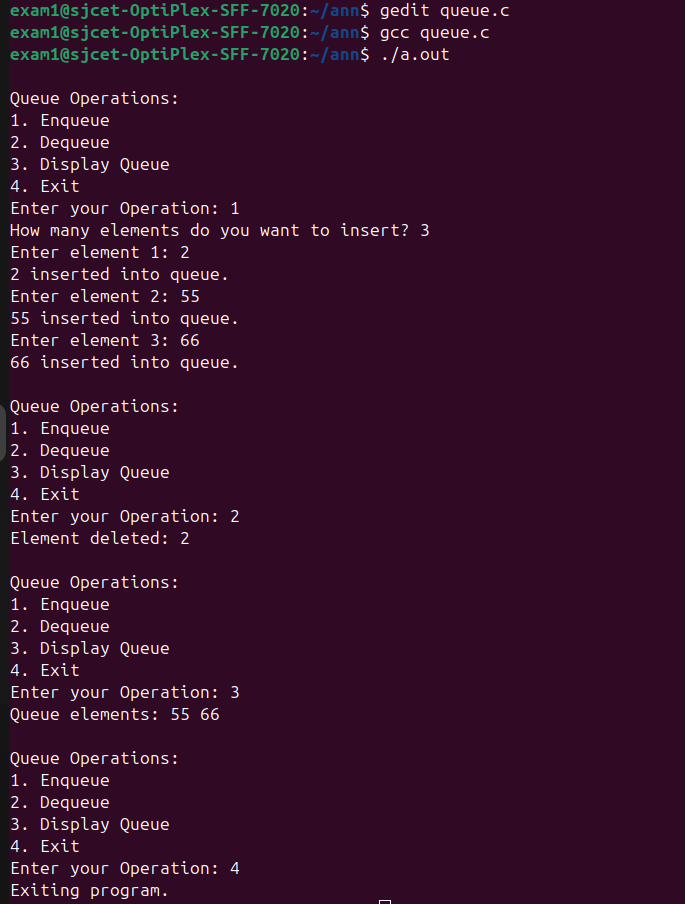 exam1@sjcet-OptiPlex-SFF-7020:~/ann$ gedit queue.c
exam1@sjcet-OptiPlex-SFF-7020:~/ann$ gcc queue.c
exam1@sjcet-OptiPlex-SFF-7020:~/ann$ ./a.out
Queue Operations:
1. Enqueue
2. Dequeue
3. Display Queue
4. Exit
Enter your Operation: 1
How many elements do you want to insert? 3
Enter element 1: 2
2 inserted into queue.
Enter element 2: 55
55 inserted into queue.
Enter element 3: 66
66 inserted into queue.
Queue Operations:
1. Enqueue
2. Dequeue
3. Display Queue
4. Exit
Enter your Operation: 2
Element deleted: 2
Queue Operations:
1. Enqueue
2. Dequeue
3. Display Queue
4. Exit
Enter your Operation: 3
Queue elements: 55 66
Queue Operations:
1. Enqueue
2. Dequeue
3. Display Queue
4. Exit
Enter your Operation: 4
Exiting program.